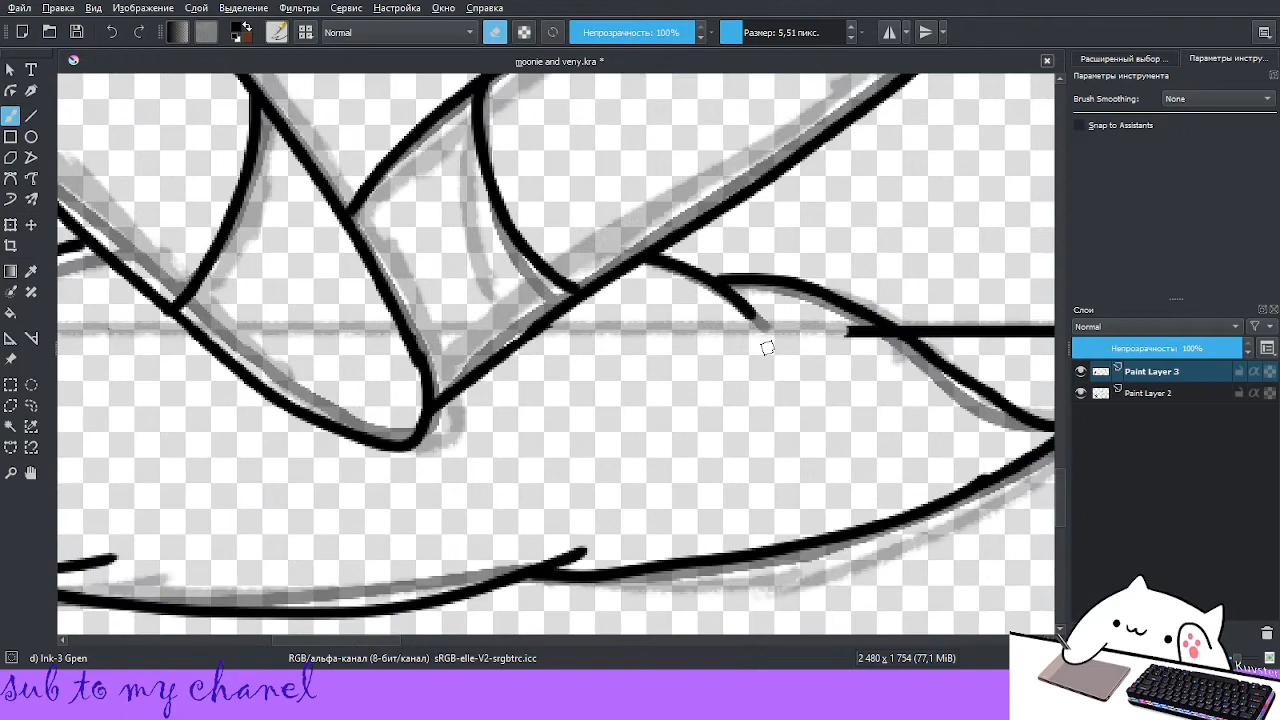 Файл Правка Вид Изображение Слой Выделение Фильтры Сервис Настройка Окно Справка
Normal Непрозрачность: 100% Размер: 5,51 пикс.
moonie and veny.kra *
Расширенный выбор ... Параметры инстру...
Параметры инструмента
Brush Smoothing: None
Snap to Assistants
Слои
Normal
Непрозрачность: 100%
Paint Layer 3
Paint Layer 2
d) Ink-3 Gpen RGB/альфа-канал (8-бит/канал) sRGB-elle-V2-srgbtrc.icc 2 480 x 1 754 (77,1 MiB)
sub to my chanel